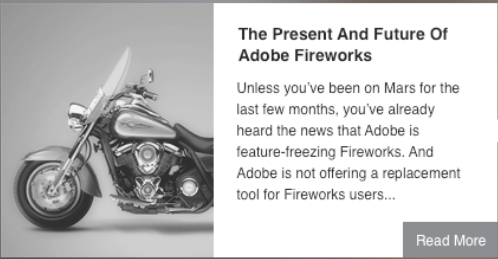 The Present And Future Of
Adobe Fireworks
Unless you've been on Mars for the
last few months, you've already
heard the news that Adobe is
feature-freezing Fireworks. And
Adobe is not offering a replacement
tool for Fireworks users...
Read More